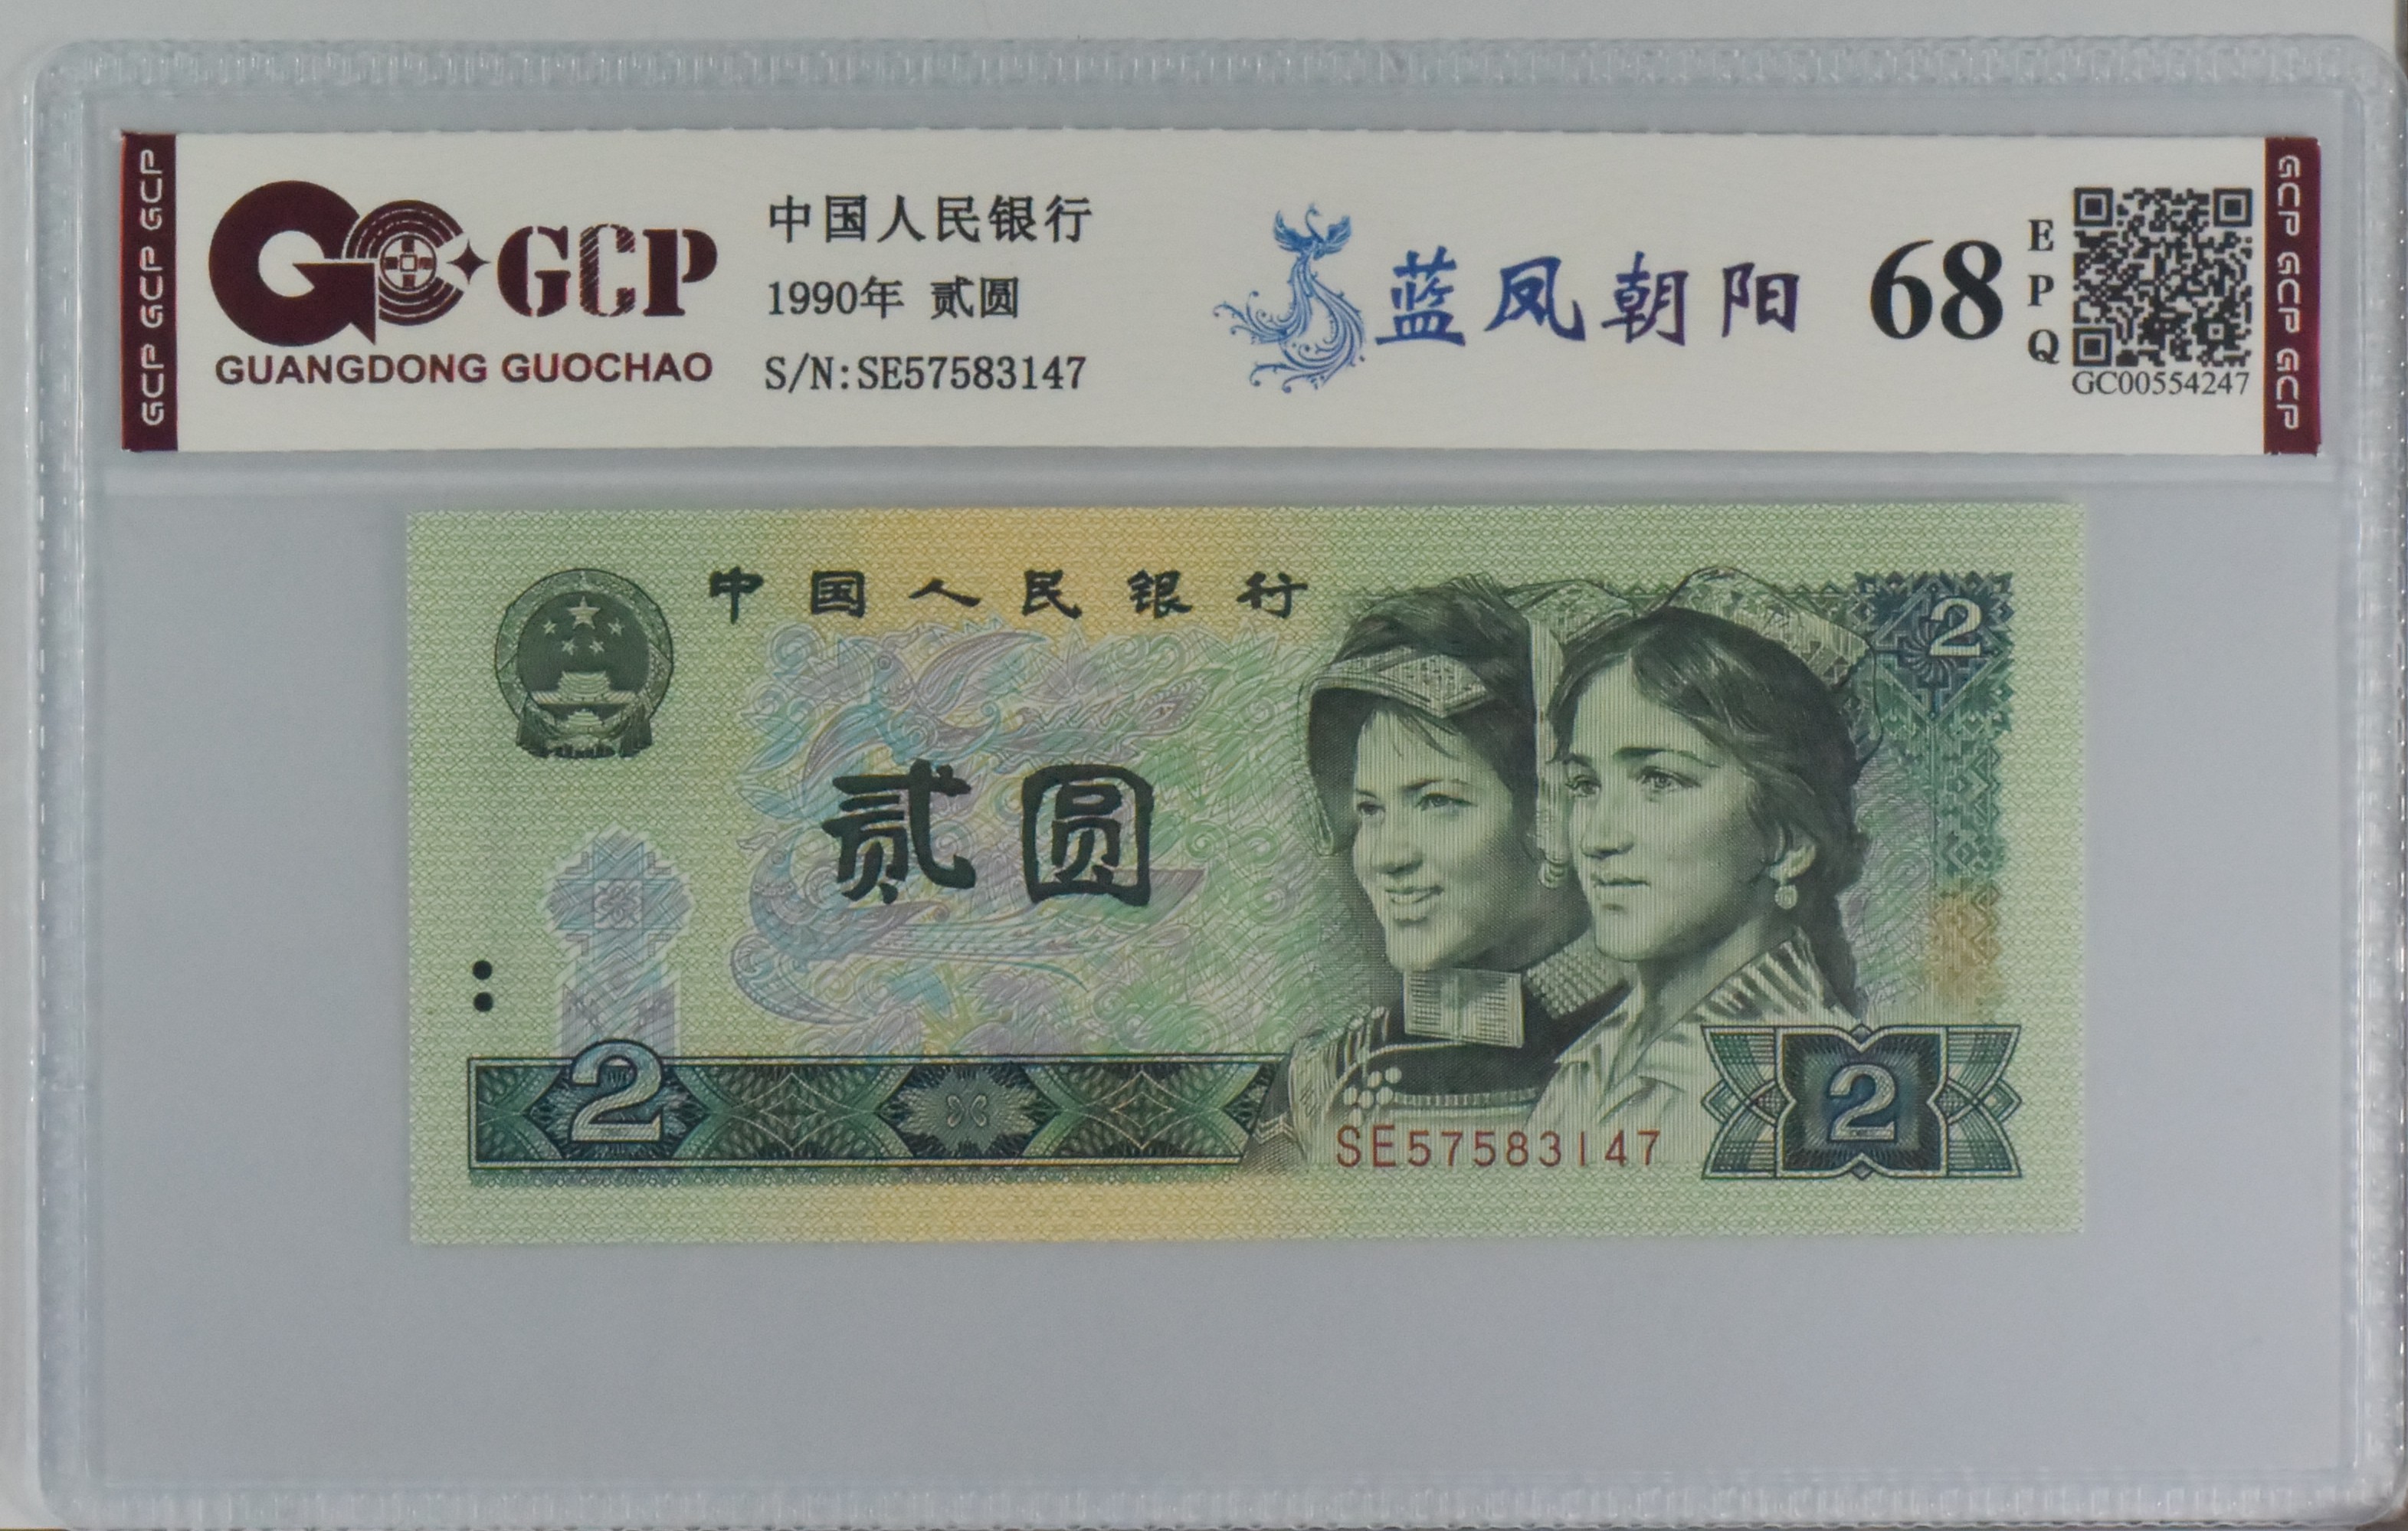 GCP GCP GCP
GCP
GUANGDONG GUOCHAO
中国人民银行
1990年 贰圆
S/N:SE57583147
蓝凤朝阳
68
EPQ
GC00554247
GCP GCP GCP
中国人民银行
2
贰圆
2
SE57583147
2